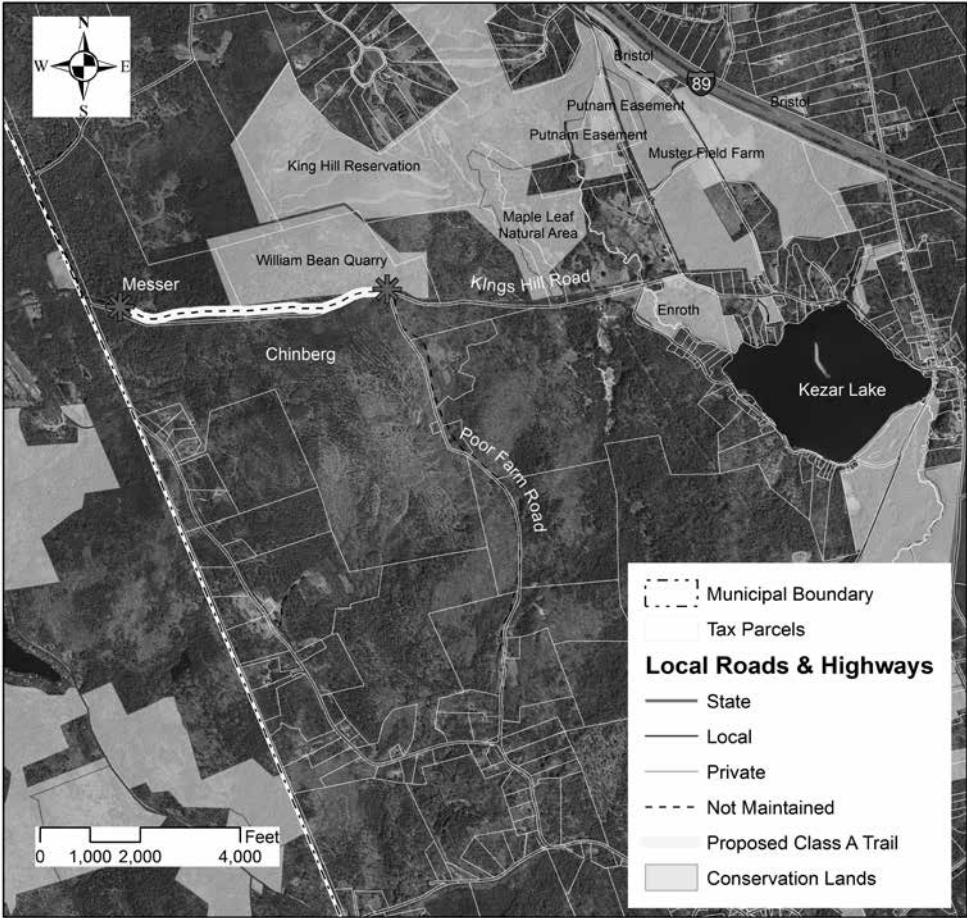 N
W E
S
Bristol
89
Bristol
Putnam Easement
Putnam Easement
Muster Field Farm
King Hill Reservation
Maple Leaf
Natural Area
William Bean Quarry
Messer
KIngs Hill Road
Enroth
Chinberg
Kezar Lake
Poor Farm Road
Municipal Boundary
Tax Parcels
Local Roads & Highways
State
Local
Private
Not Maintained
Proposed Class A Trail
Conservation Lands
Feet
0 1,000 2,000 4,000